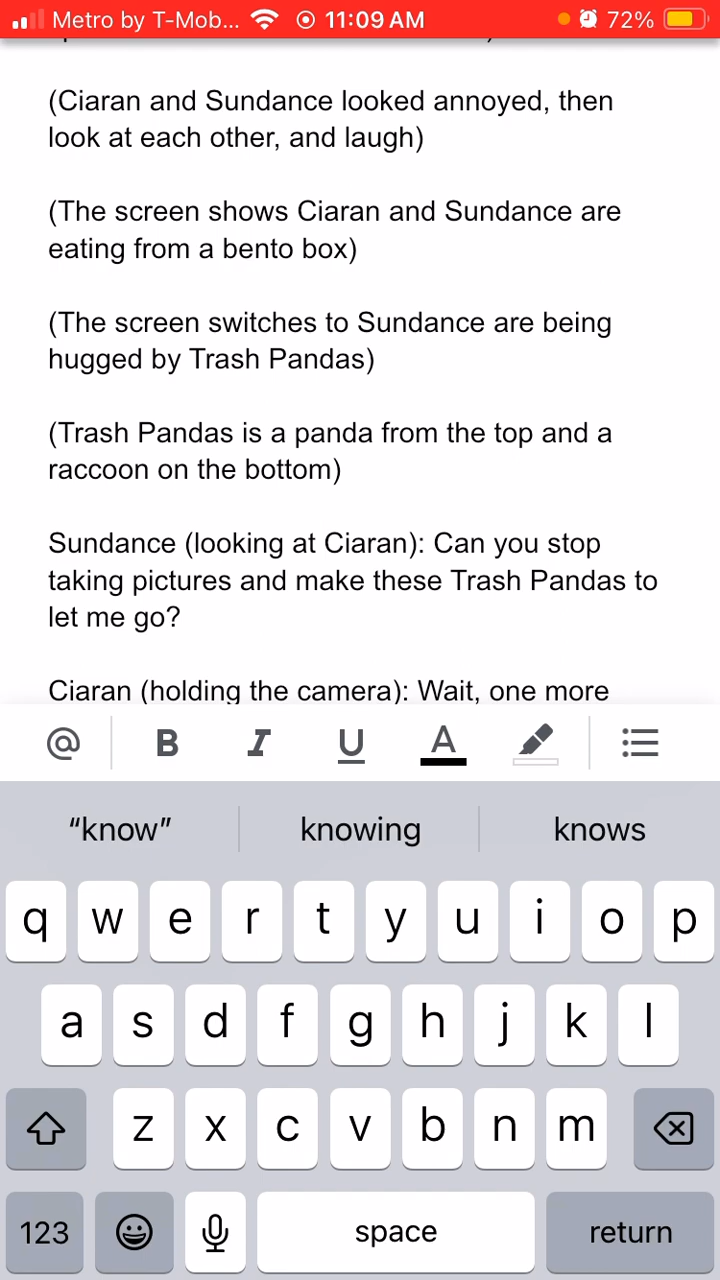 Metro by T-Mob... 11:09 AM 72%
(Ciaran and Sundance looked annoyed, then
look at each other, and laugh)
(The screen shows Ciaran and Sundance are
eating from a bento box)
(The screen switches to Sundance are being
hugged by Trash Pandas)
(Trash Pandas is a panda from the top and a
raccoon on the bottom)
Sundance (looking at Ciaran): Can you stop
taking pictures and make these Trash Pandas to
let me go?
Ciaran (holding the camera): Wait, one more
@ B I U A
“know” knowing knows
q w e r t y u i o p
a s d f g h j k l
z x c v b n m
123 space return